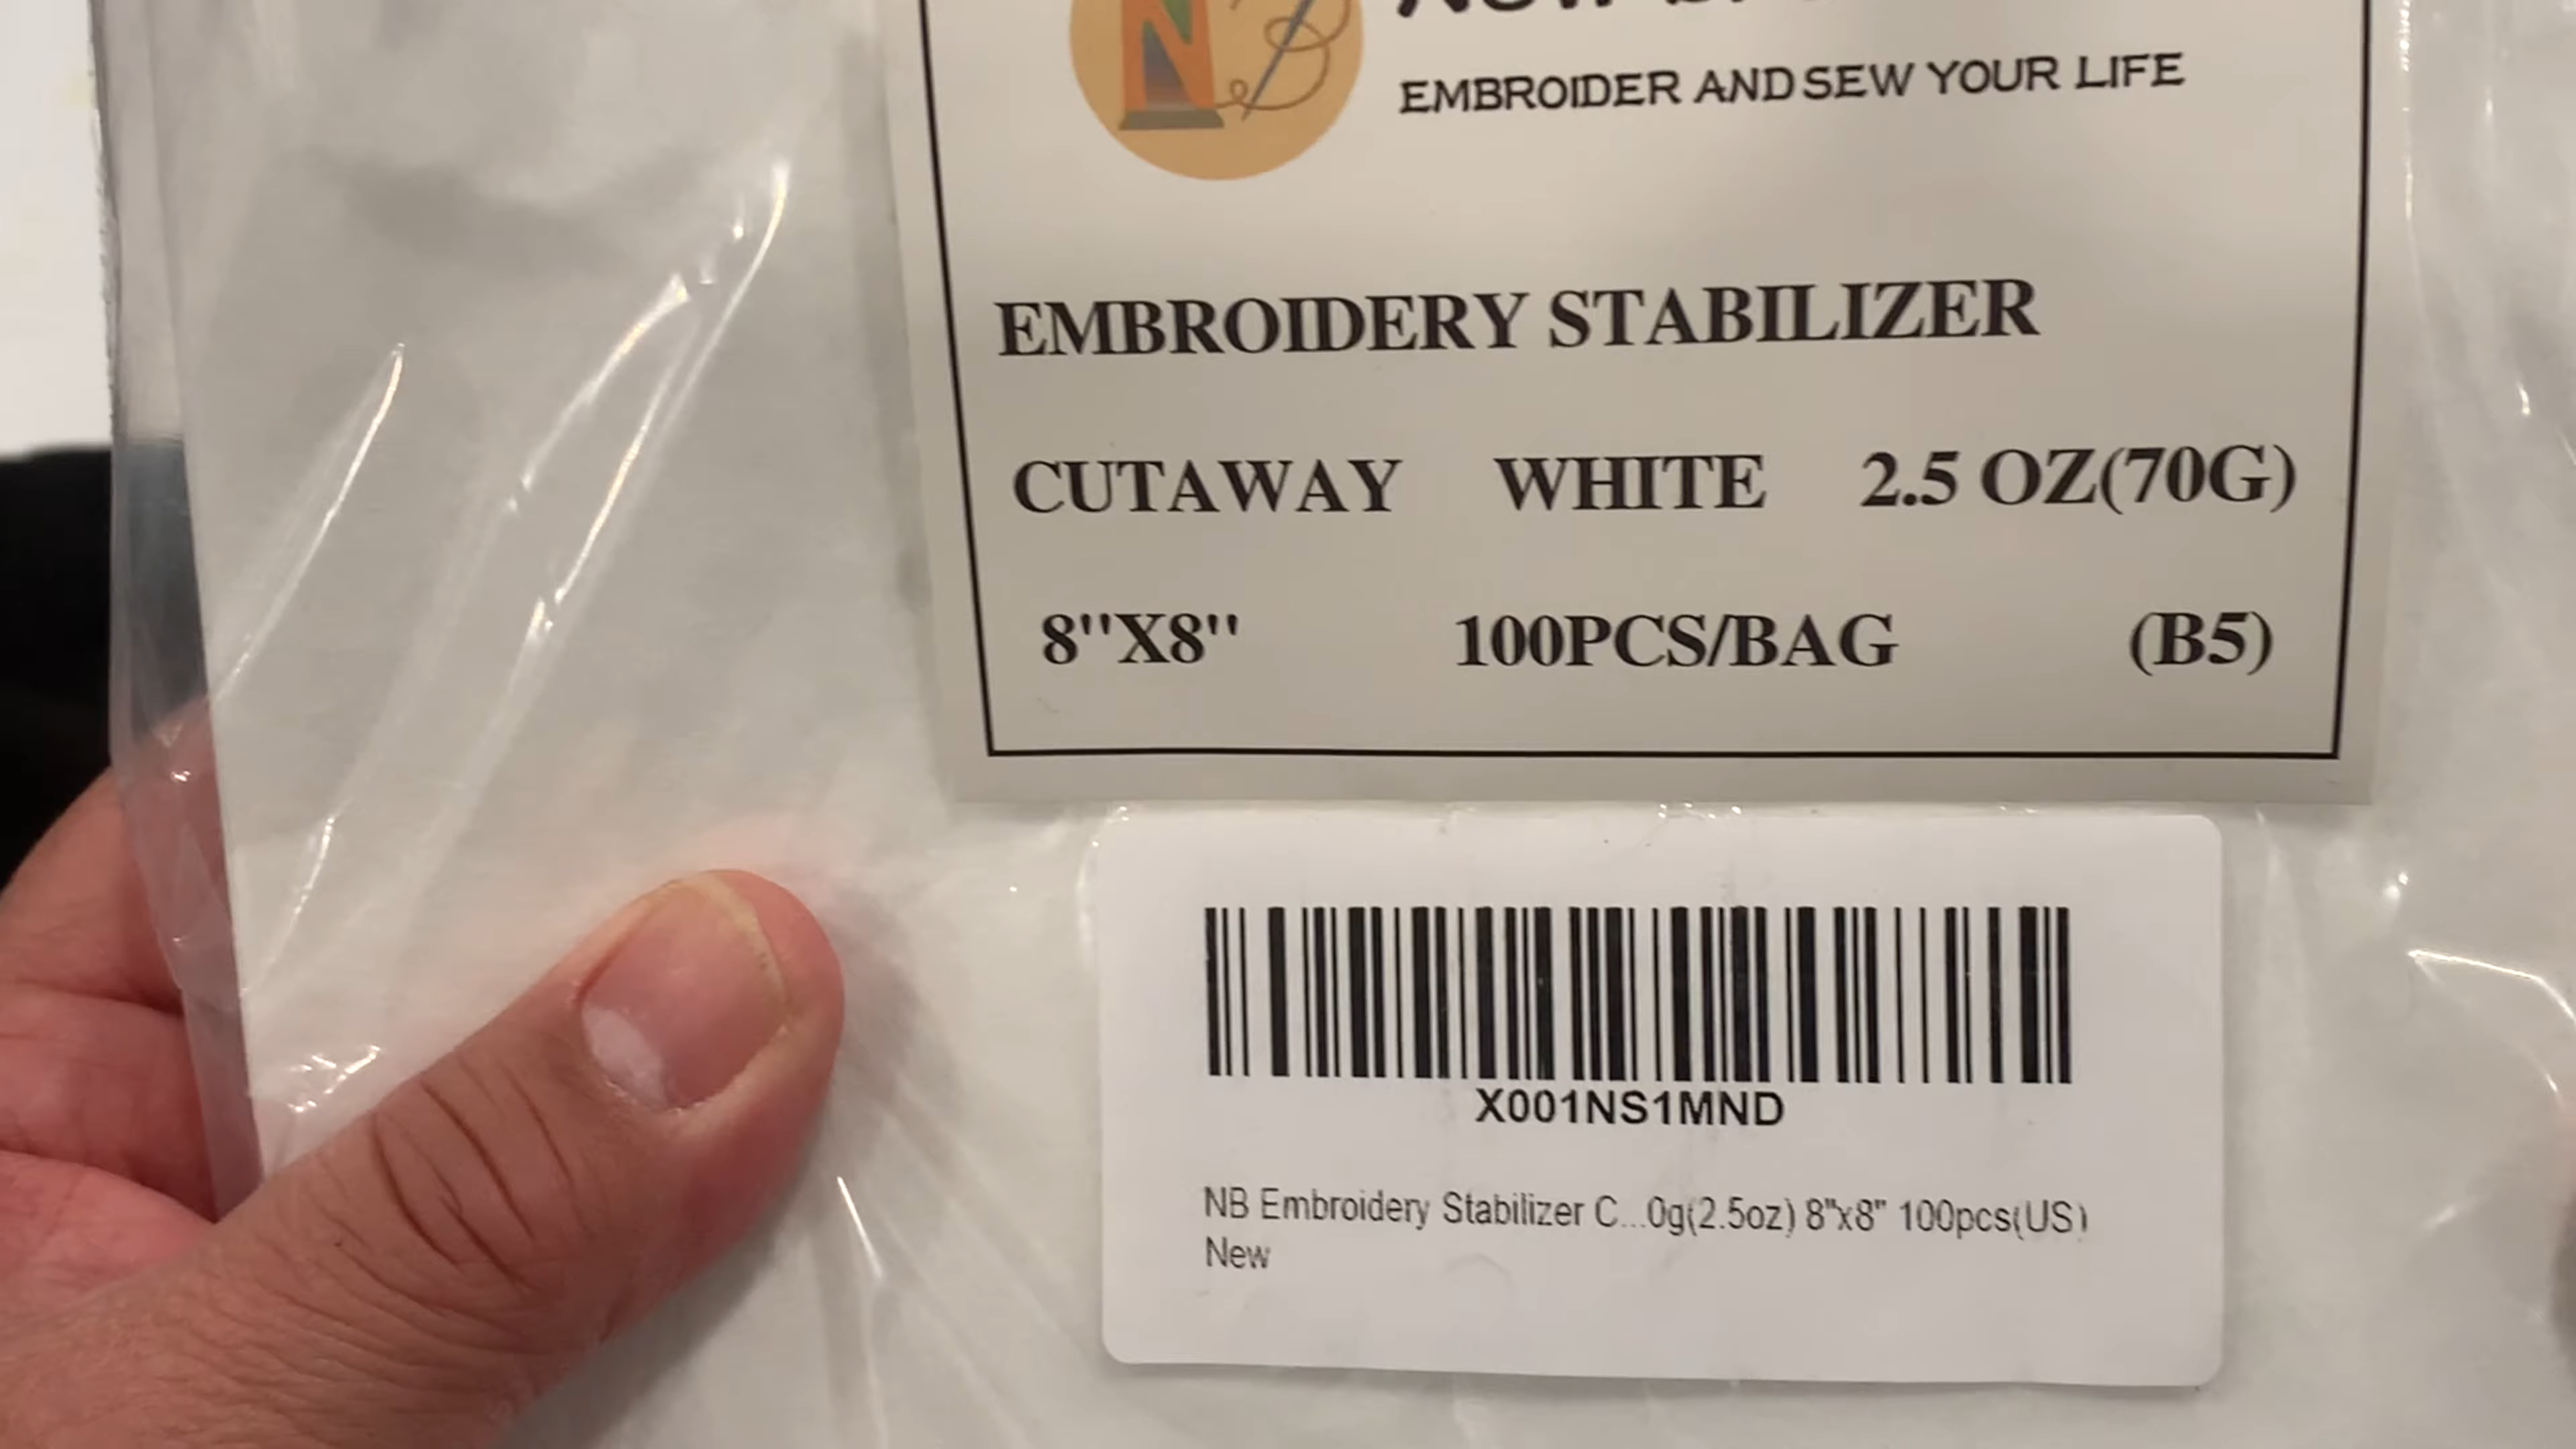 EMBROIDER AND SEW YOUR LIFE
EMBROIDERY STABILIZER
CUTAWAY WHITE 2.5 OZ(70G)
8"X8" 100PCS/BAG (B5)
X001NS1MND
NB Embroidery Stabilizer C...0g(2.5oz) 8"x8" 100pcs(US)
New